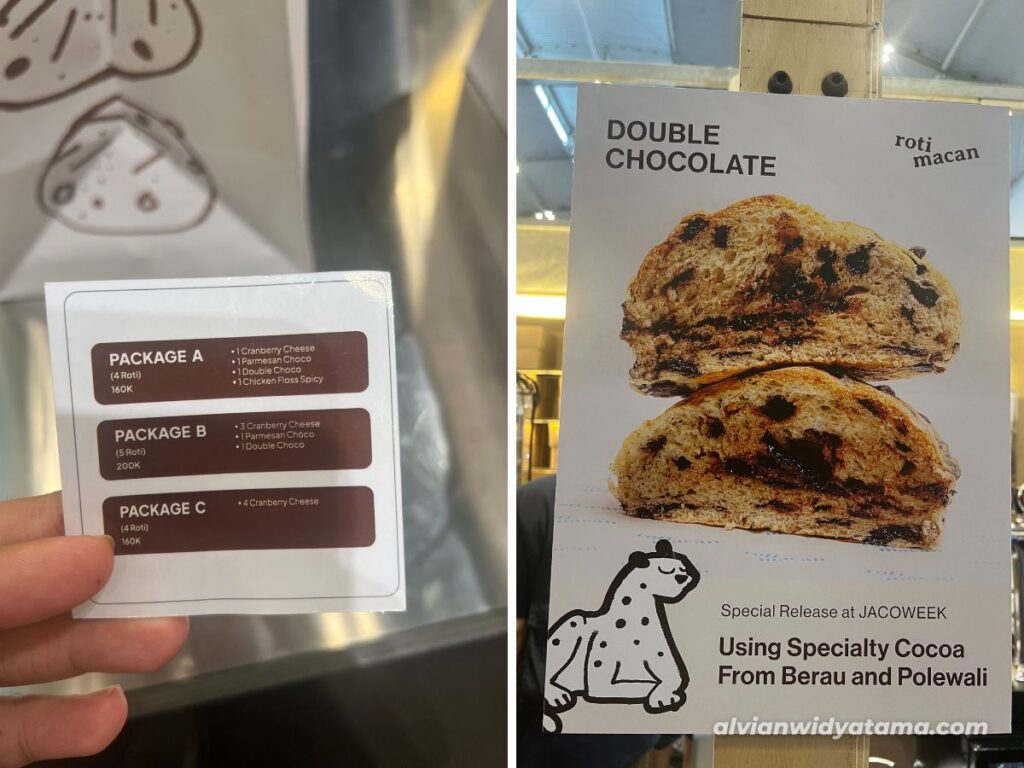 PACKAGE A
(4 Roti)
160K
• 1 Cranberry Cheese
• 1 Parmesan Choco
• 1 Double Choco
• 1 Chicken Floss Spicy
PACKAGE B
(5 Roti)
200K
• 3 Cranberry Cheese
• 1 Parmesan Choco
• 1 Double Choco
PACKAGE C
(4 Roti)
160K
• 4 Cranberry Cheese
DOUBLE
CHOCOLATE
roti
macan
Special Release at JACOWEEK
Using Specialty Cocoa
From Berau and Polewali
alvianwidyatama.com